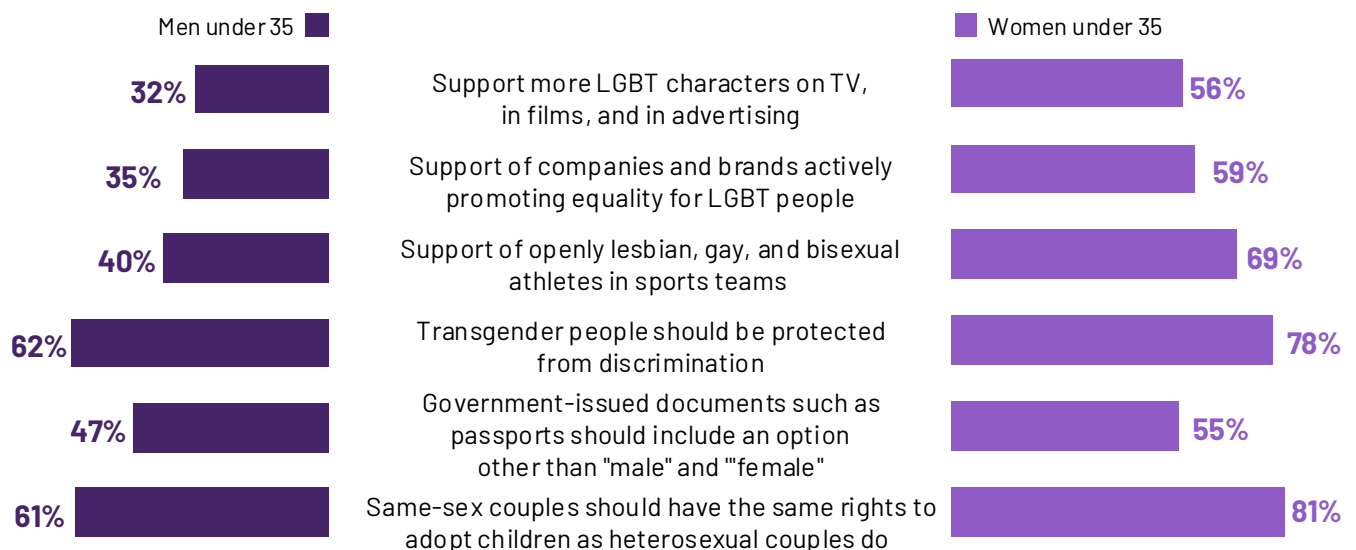 Men under 35
Women under 35
32%
Support more LGBT characters on TV,
in films, and in advertising
56%
35%
Support of companies and brands actively
promoting equality for LGBT people
59%
40%
Support of openly lesbian, gay, and bisexual
athletes in sports teams
69%
62%
Transgender people should be protected
from discrimination
78%
47%
Government-issued documents such as
passports should include an option
other than "male" and '"female"
55%
61%
Same-sex couples should have the same rights to
adopt children as heterosexual couples do
81%